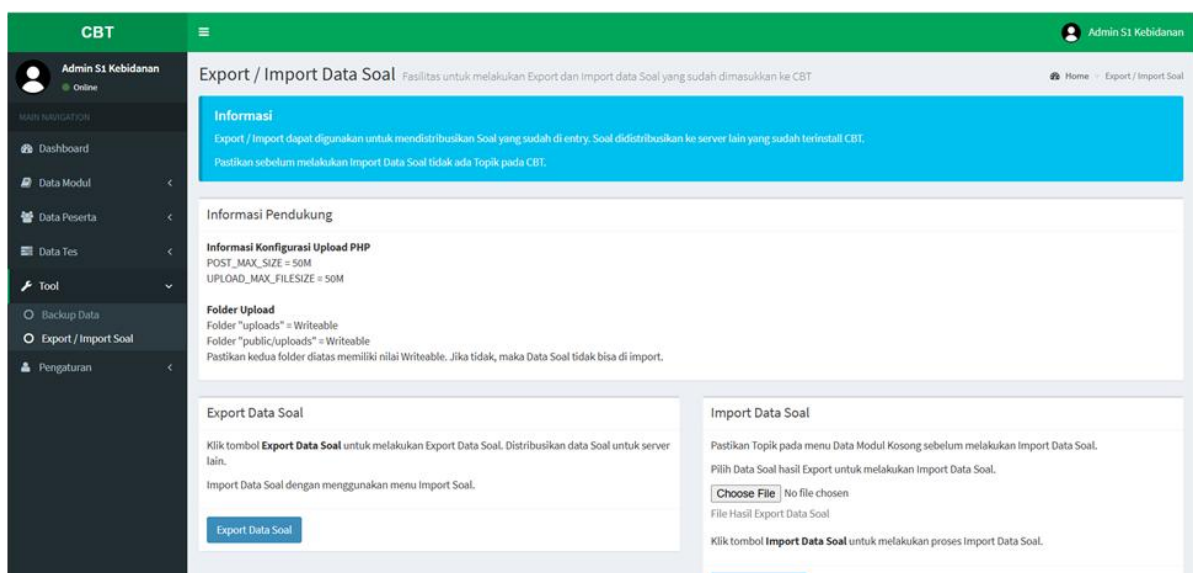 CBT
Admin S1 Kebidanan
Admin S1 Kebidanan
Online
MAIN NAVIGATION
Dashboard
Data Modul
Data Peserta
Data Tes
Tool
Backup Data
Export / Import Soal
Pengaturan
Export / Import Data Soal Fasilitas untuk melakukan Export dan Import data Soal yang sudah dimasukkan ke CBT
Home > Export / Import Soal
Informasi
Export / Import dapat digunakan untuk mendistribusikan Soal yang sudah di entry. Soal didistribusikan ke server lain yang sudah terinstall CBT.
Pastikan sebelum melakukan Import Data Soal tidak ada Topik pada CBT.
Informasi Pendukung
Informasi Konfigurasi Upload PHP
POST_MAX_SIZE = 50M
UPLOAD_MAX_FILESIZE = 50M
Folder Upload
Folder "uploads" = Writeable
Folder "public/uploads" = Writeable
Pastikan kedua folder diatas memiliki nilai Writeable. Jika tidak, maka Data Soal tidak bisa di import.
Export Data Soal
Klik tombol Export Data Soal untuk melakukan Export Data Soal. Distribusikan data Soal untuk server
lain.
Import Data Soal dengan menggunakan menu Import Soal.
Export Data Soal
Import Data Soal
Pastikan Topik pada menu Data Modul Kosong sebelum melakukan Import Data Soal.
Pilih Data Soal hasil Export untuk melakukan Import Data Soal.
Choose File No file chosen
File Hasil Export Data Soal
Klik tombol Import Data Soal untuk melakukan proses Import Data Soal.